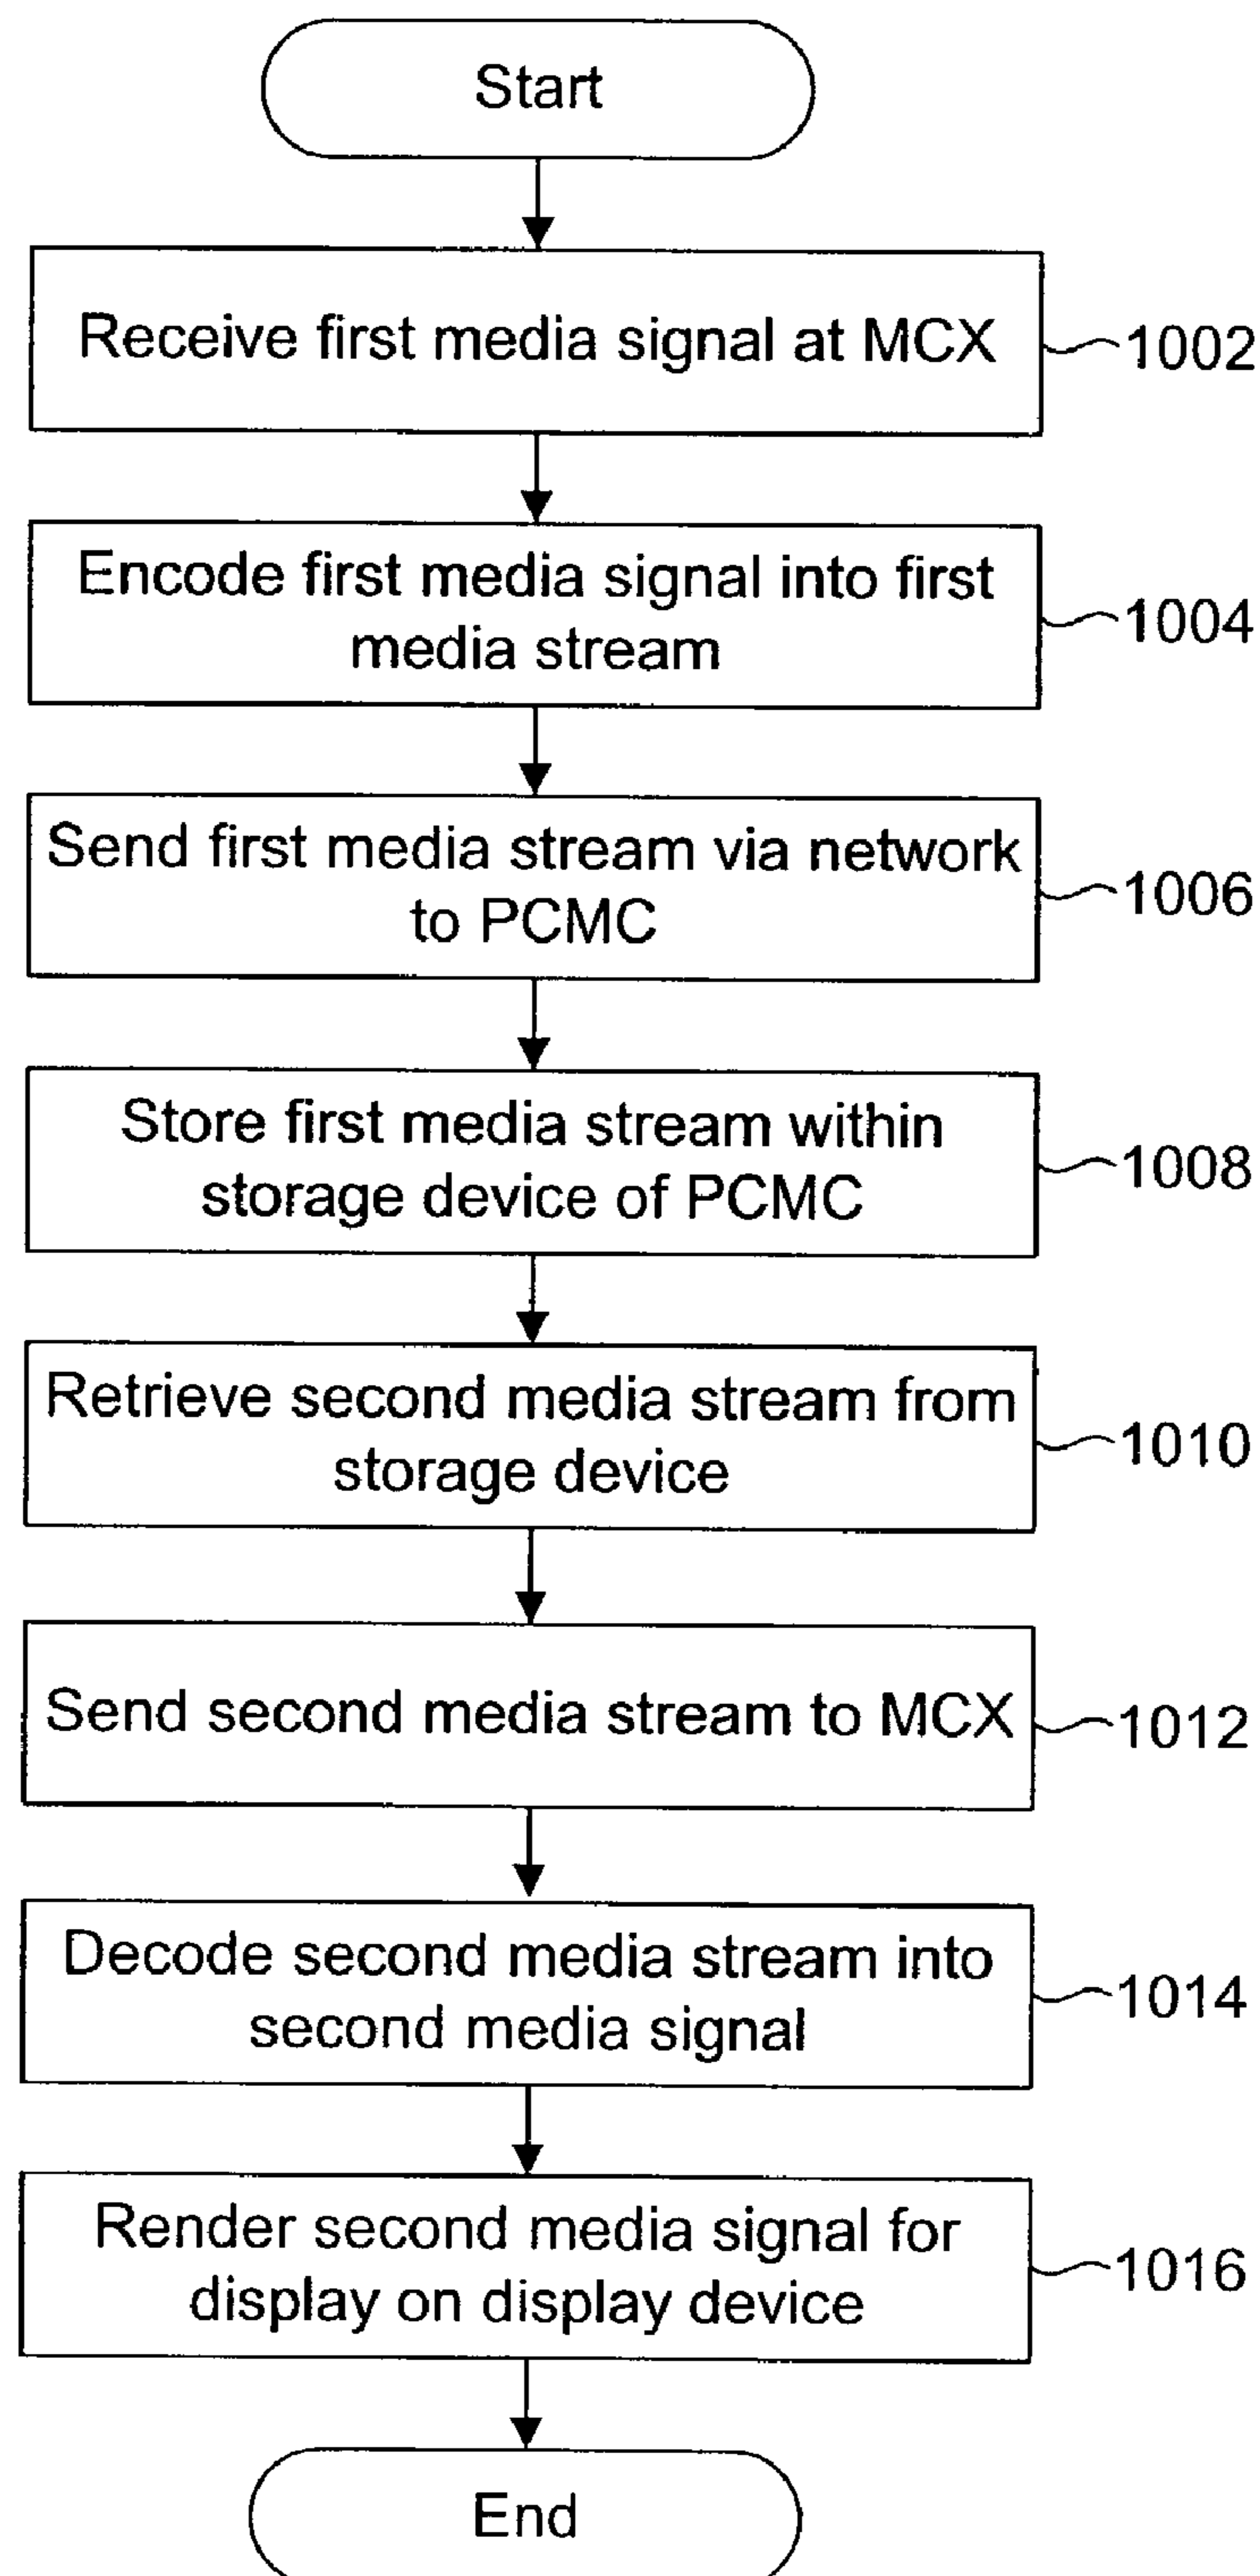 Start
Receive first media signal at MCX
1002
Encode first media signal into first
media stream
1004
Send first media stream via network
to PCMC
1006
Store first media stream within
storage device of PCMC
1008
Retrieve second media stream from
storage device
1010
Send second media stream to MCX
1012
Decode second media stream into
second media signal
1014
Render second media signal for
display on display device
1016
End